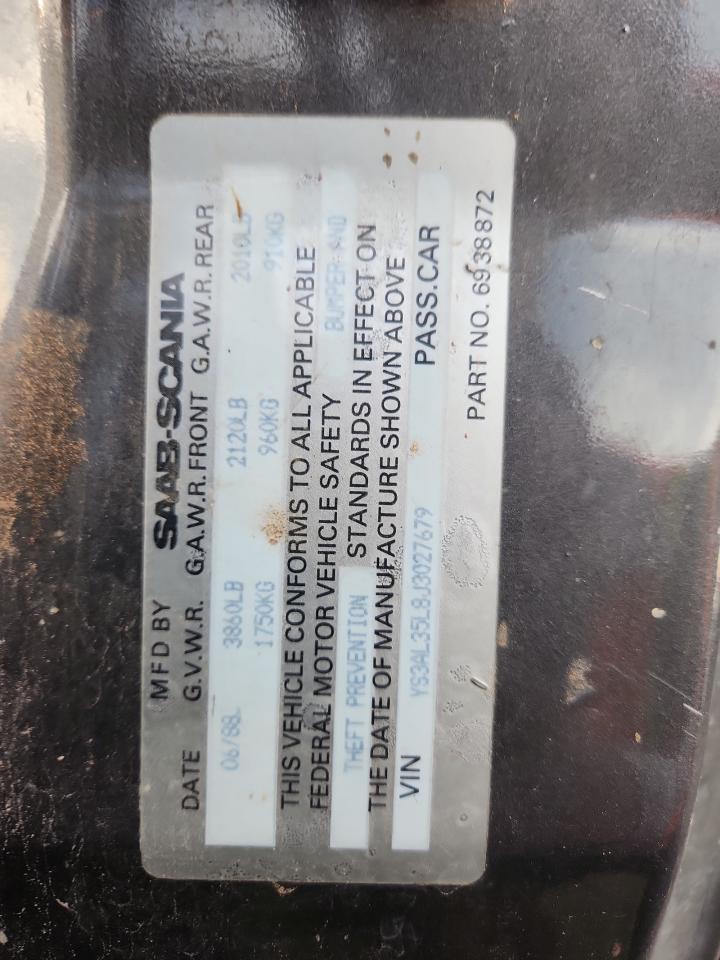 MFD BY SAAB-SCANIA
DATE G.V.W.R. G.A.W.R. FRONT G.A.W.R. REAR
06/88 3860LB 2120LB 2010LB
1750KG 960KG 910KG
THIS VEHICLE CONFORMS TO ALL APPLICABLE
FEDERAL MOTOR VEHICLE SAFETY BUMPER AND
THEFT PREVENTION STANDARDS IN EFFECT ON
THE DATE OF MANUFACTURE SHOWN ABOVE
VIN YS3AL35L8J3027679 PASS.CAR
PART NO. 6938872